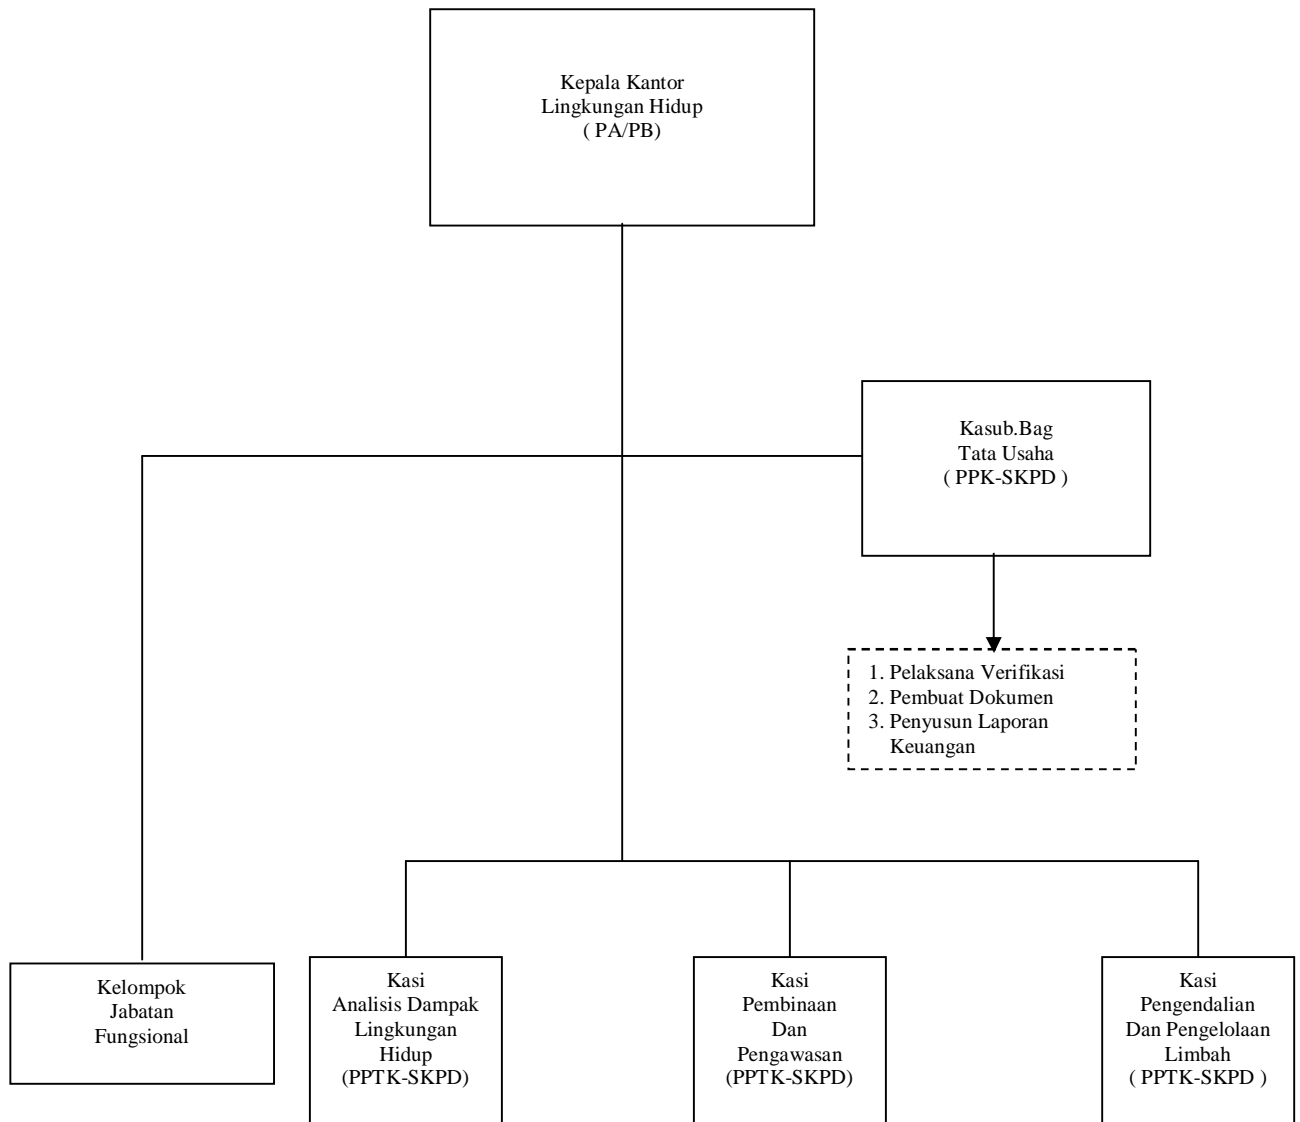 Kepala Kantor
Lingkungan Hidup
( PA/PB)
Kasub.Bag
Tata Usaha
( PPK-SKPD )
1. Pelaksana Verifikasi
2. Pembuat Dokumen
3. Penyusun Laporan
Keuangan
Kelompok
Jabatan
Fungsional
Kasi
Analisis Dampak
Lingkungan
Hidup
(PPTK-SKPD)
Kasi
Pembinaan
Dan
Pengawasan
(PPTK-SKPD)
Kasi
Pengendalian
Dan Pengelolaan
Limbah
( PPTK-SKPD )